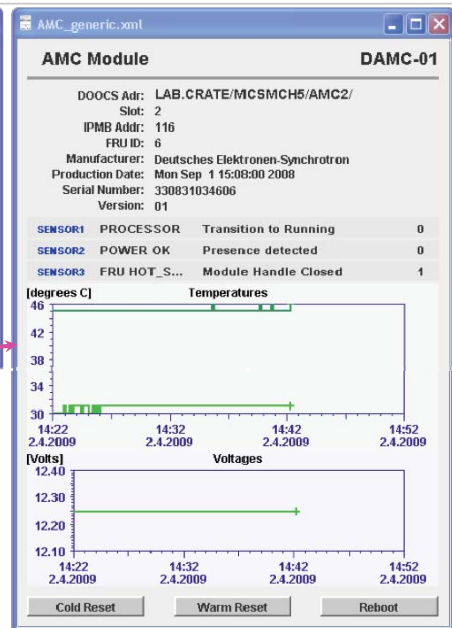 AMC_generic.xml
AMC Module DAMC-01
DOOCS Adr: LAB.CRATE/MCSMCH5/AMC2/
Slot: 2
IPMB Addr: 116
FRU ID: 6
Manufacturer: Deutsches Elektronen-Synchrotron
Production Date: Mon Sep 1 15:08:00 2008
Serial Number: 330831034606
Version: 01
SENSOR1 PROCESSOR Transition to Running 0
SENSOR2 POWER OK Presence detected 0
SENSOR3 FRU HOT_S... Module Handle Closed 1
[degrees C] Temperatures
46
42
38
34
30
14:22 14:32 14:42 14:52
2.4.2009 2.4.2009 2.4.2009 2.4.2009
[Volts] Voltages
12.40
12.30
12.20
12.10
14:22 14:32 14:42 14:52
2.4.2009 2.4.2009 2.4.2009 2.4.2009
Cold Reset Warm Reset Reboot